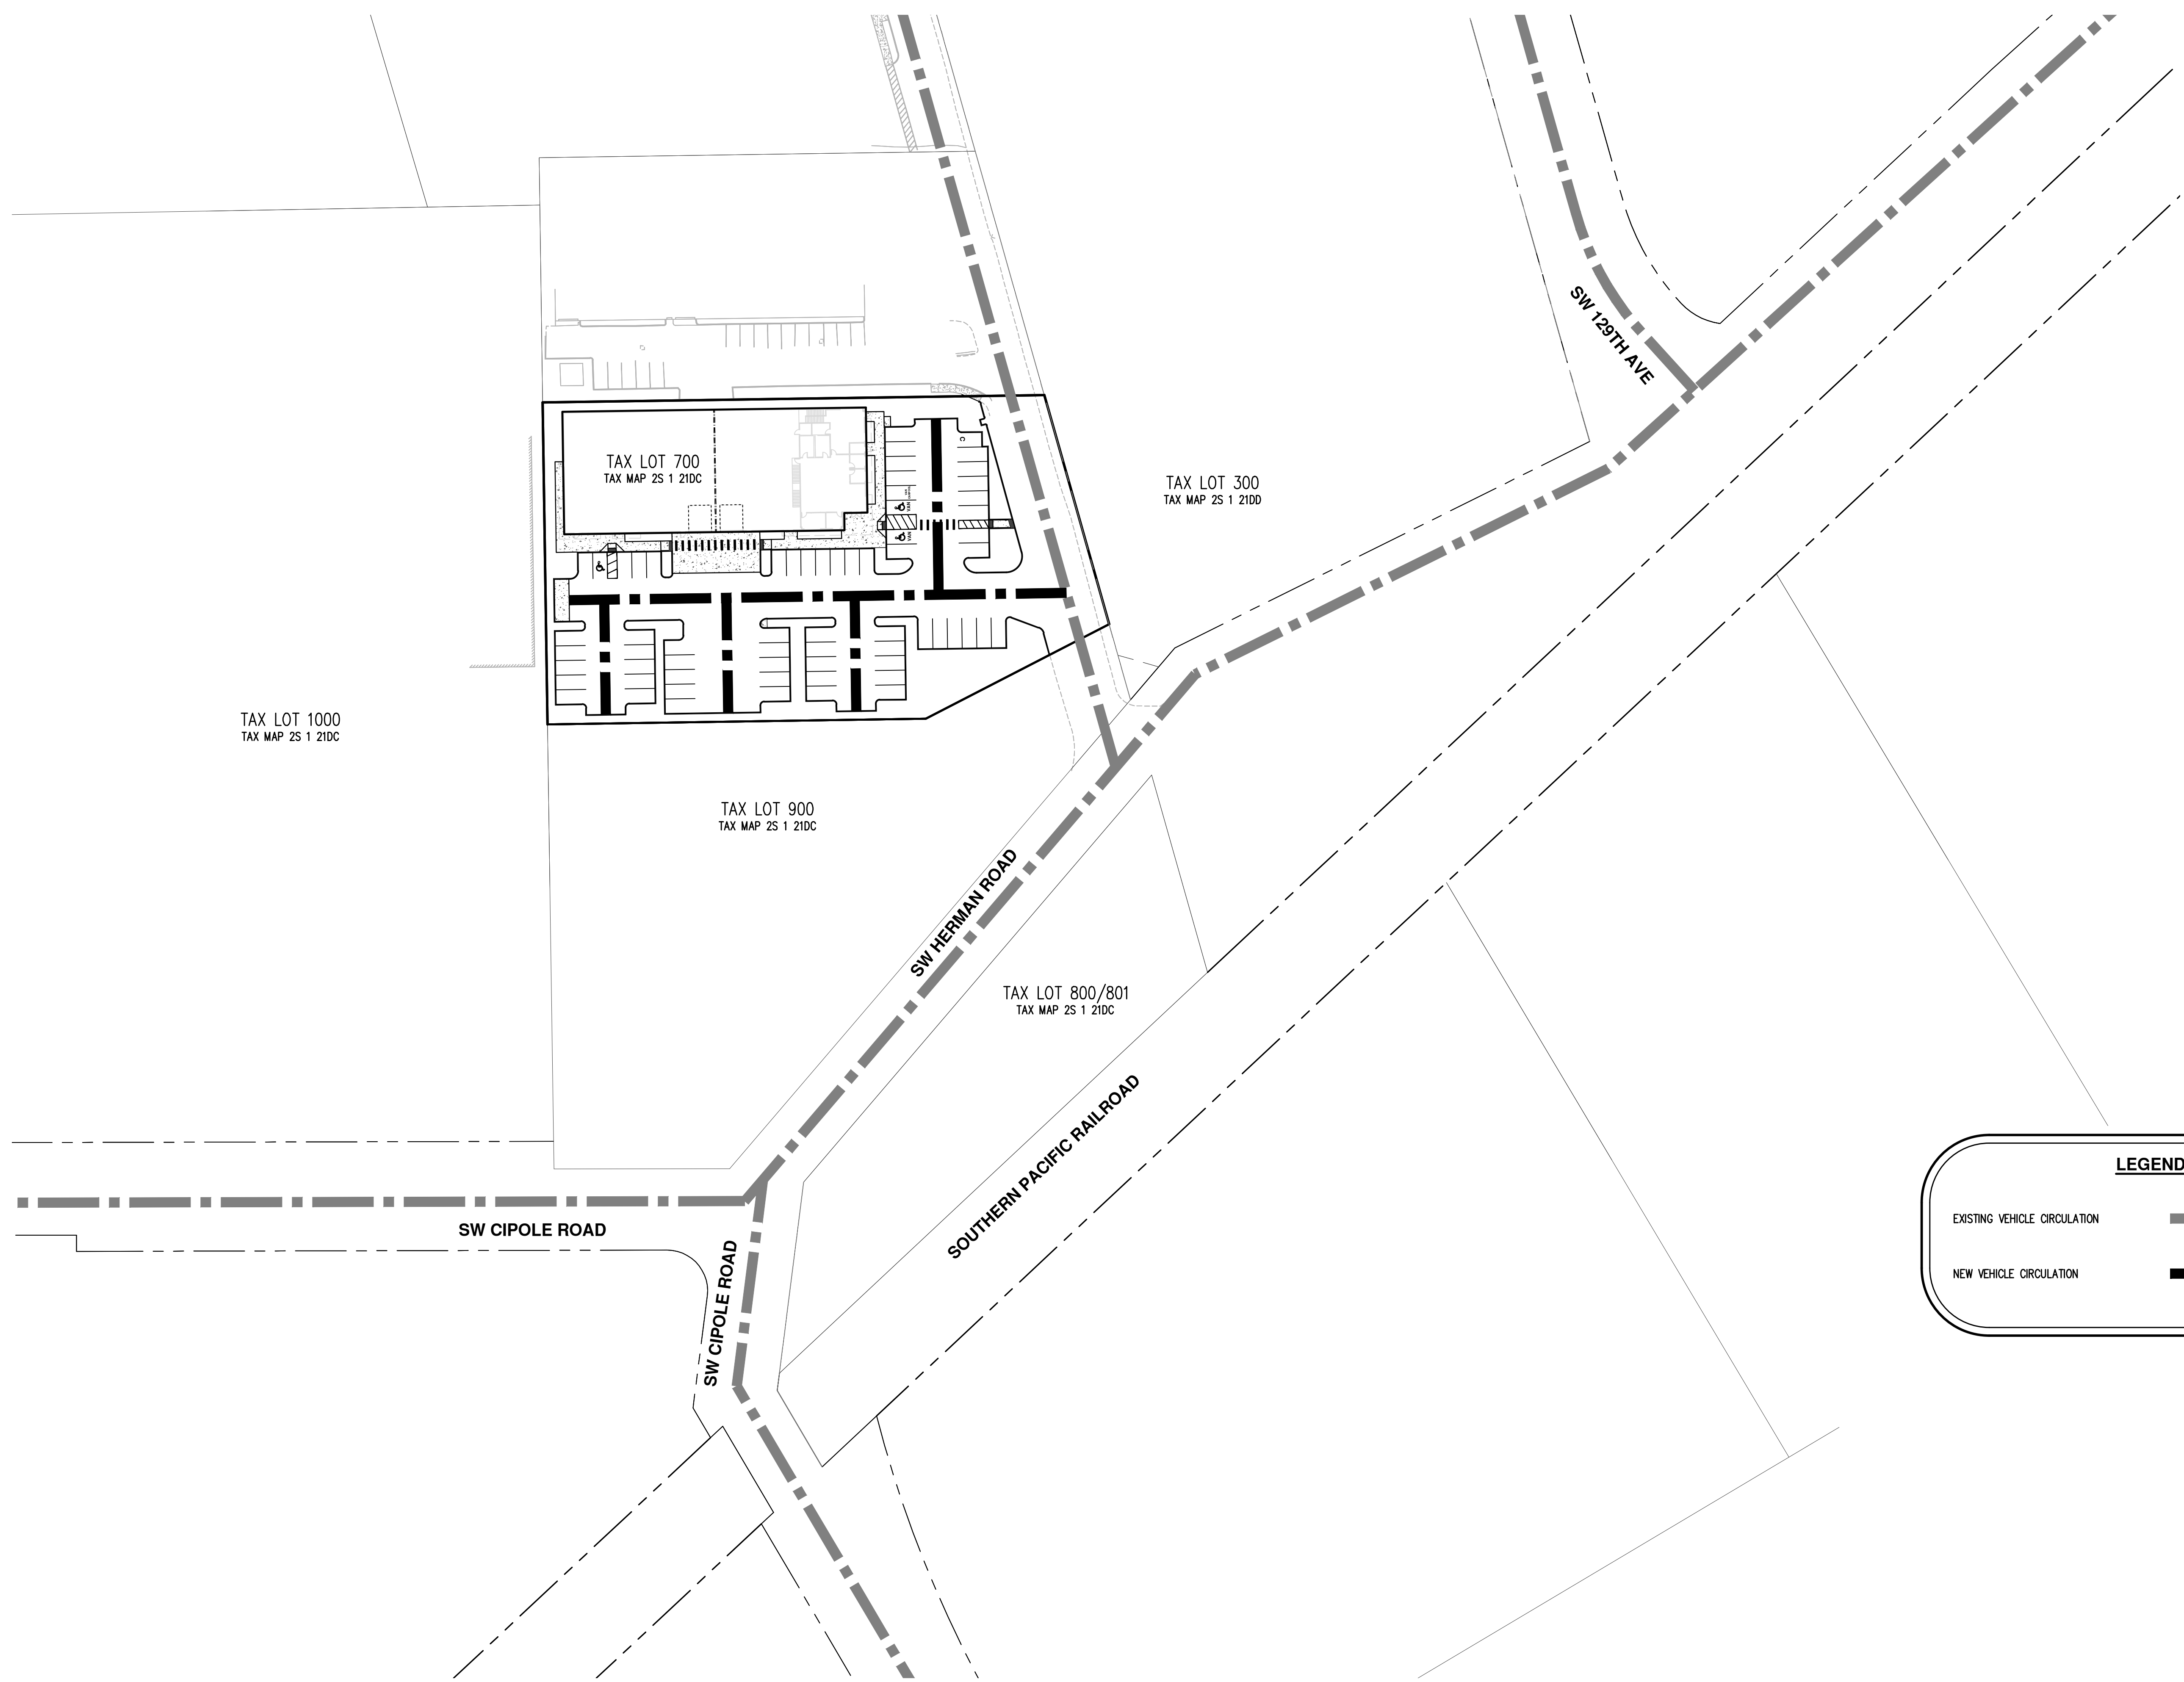 SW 129TH AVE
TAX LOT 700
TAX MAP 2S 1 21DC
C
TAX LOT 300
TAX MAP 2S 1 21DD
TAX LOT 1000
TAX MAP 2S 1 21DC
TAX LOT 900
TAX MAP 2S 1 21DC
SW HERMAN ROAD
TAX LOT 800/801
TAX MAP 2S 1 21DC
SOUTHERN PACIFIC RAILROAD
SW CIPOLE ROAD
SW CIPOLE ROAD
LEGEND
EXISTING VEHICLE CIRCULATION
NEW VEHICLE CIRCULATION